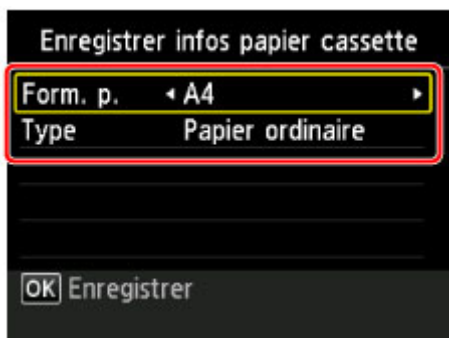 Enregistrer infos papier cassette
Form. p. A4
Type Papier ordinaire
OK Enregistrer